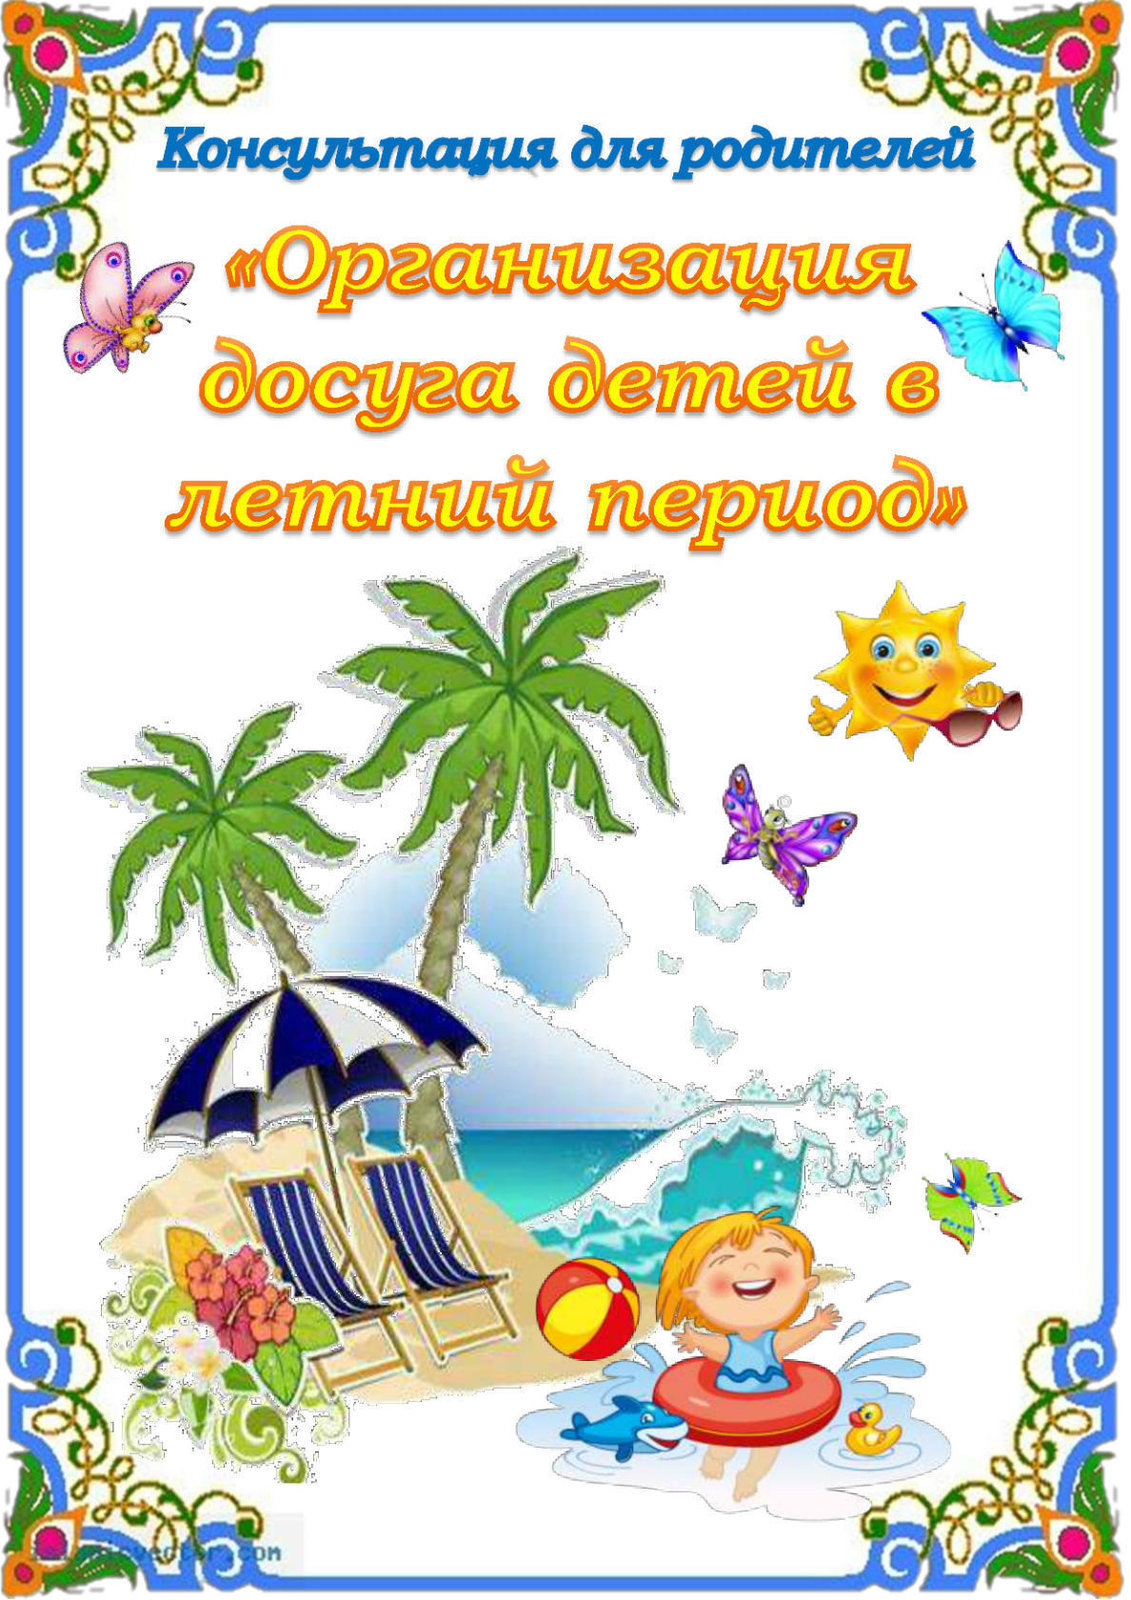 Консультация для родителей
«Организация
досуга детей в
летний период»